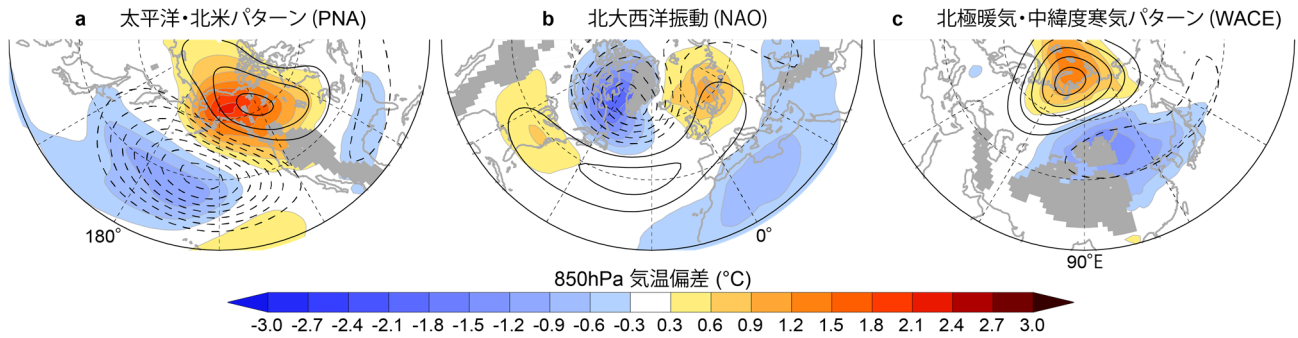 a 太平洋・北米パターン (PNA)
b 北大西洋振動 (NAO)
c 北極暖気・中緯度寒気パターン (WACE)
180°
0°
90°E
850hPa 気温偏差 (°C)
-3.0 -2.7 -2.4 -2.1 -1.8 -1.5 -1.2 -0.9 -0.6 -0.3 0.3 0.6 0.9 1.2 1.5 1.8 2.1 2.4 2.7 3.0